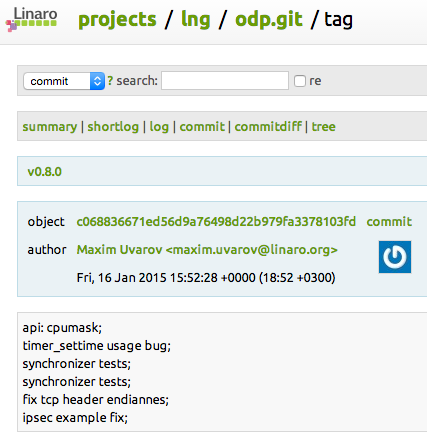 Linaro projects / lng / odp.git / tag
commit ? search: re
summary | shortlog | log | commit | commitdiff | tree
v0.8.0
object c068836671ed56d9a76498d22b979fa3378103fd commit
author Maxim Uvarov <maxim.uvarov@linaro.org>
Fri, 16 Jan 2015 15:52:28 +0000 (18:52 +0300)
api: cpumask;
timer_settime usage bug;
synchronizer tests;
synchronizer tests;
fix tcp header endiannes;
ipsec example fix;